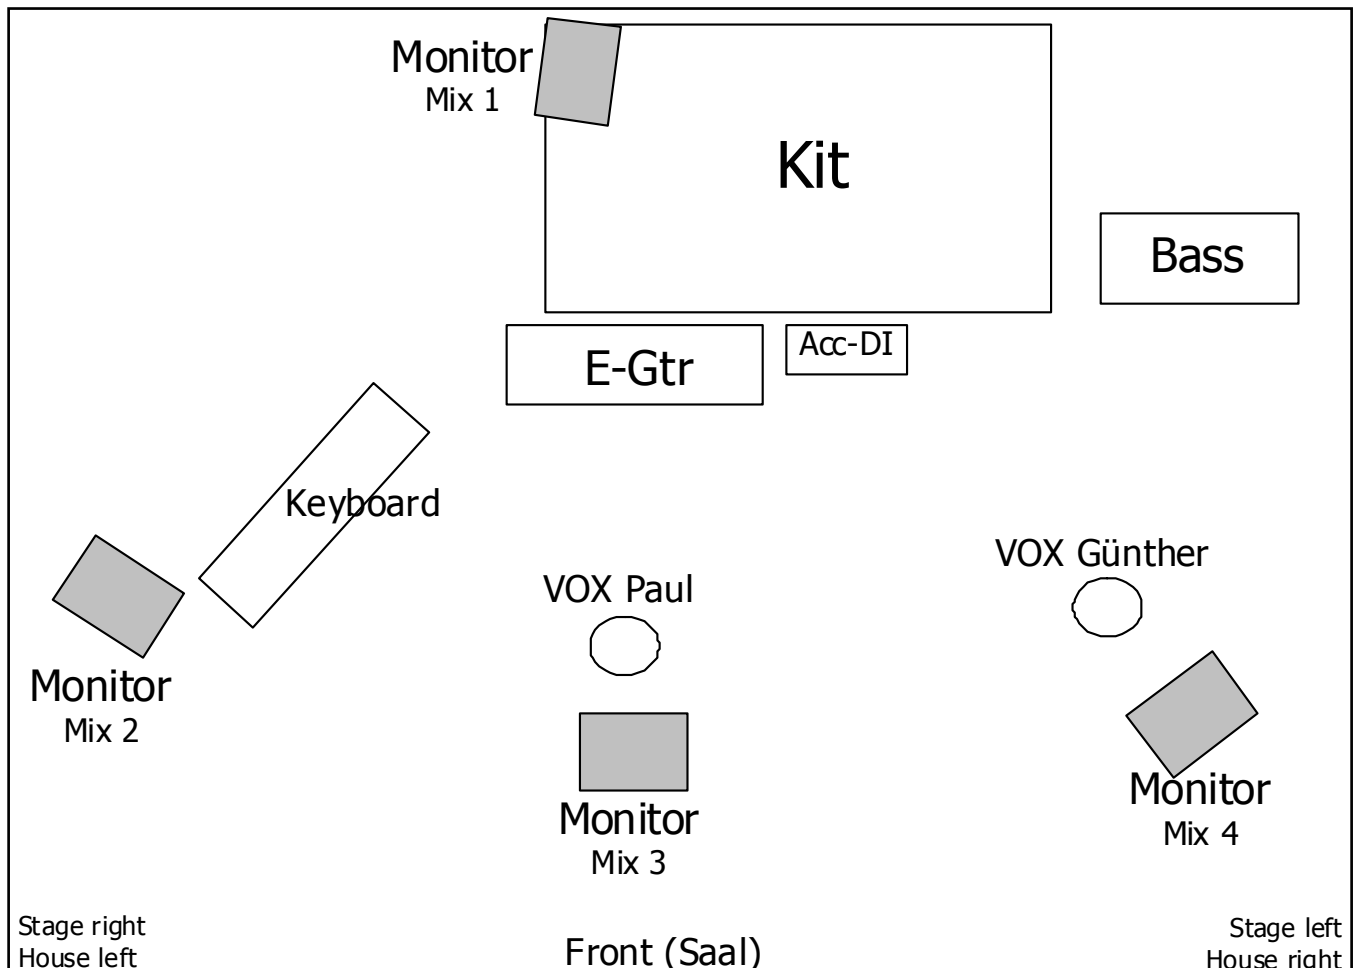 Monitor
Mix 1
Kit
Bass
E-Gtr
Acc-DI
Keyboard
VOX Günther
VOX Paul
Monitor
Mix 2
Monitor
Mix 3
Monitor
Mix 4
Stage right
House left
Front (Saal)
Stage left
House right